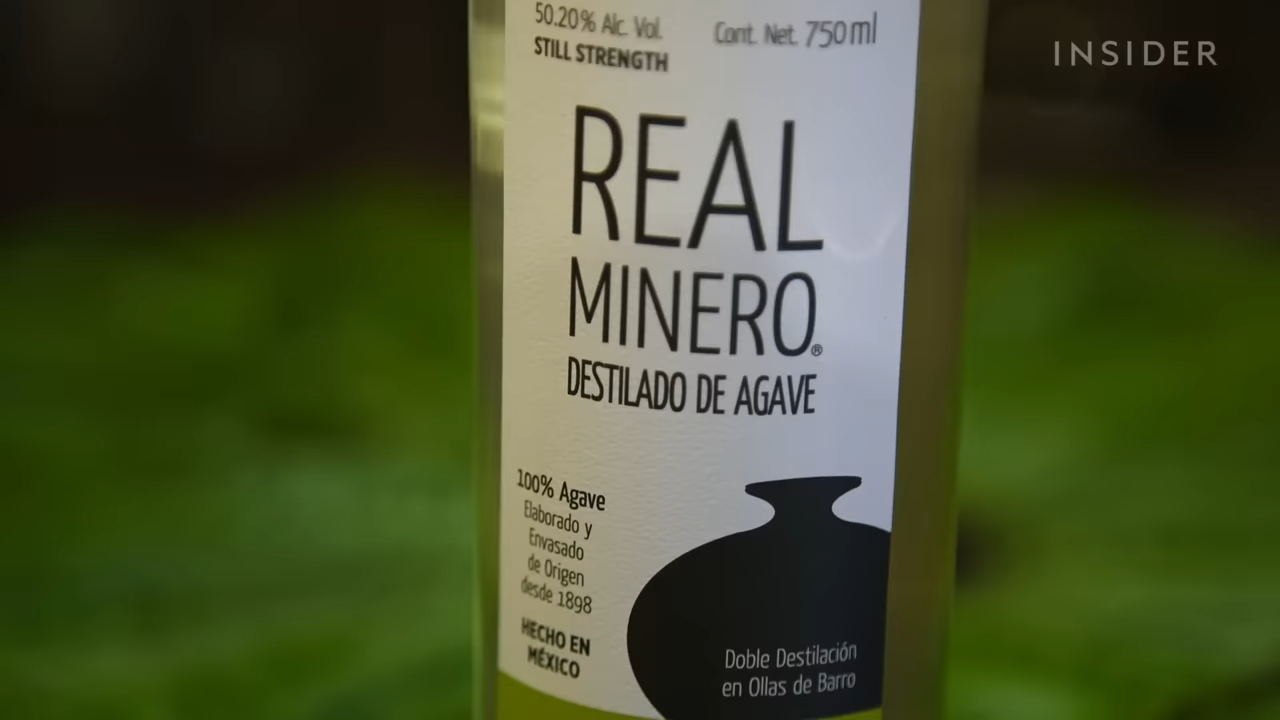 50.20% Alc. Vol.
STILL STRENGTH
Cont. Net. 750 ml
INSIDER
REAL
MINERO®
DESTILADO DE AGAVE
100% Agave
Elaborado y
Envasado
de Origen
desde 1898
HECHO EN
MÉXICO
Doble Destilación
en Ollas de Barro